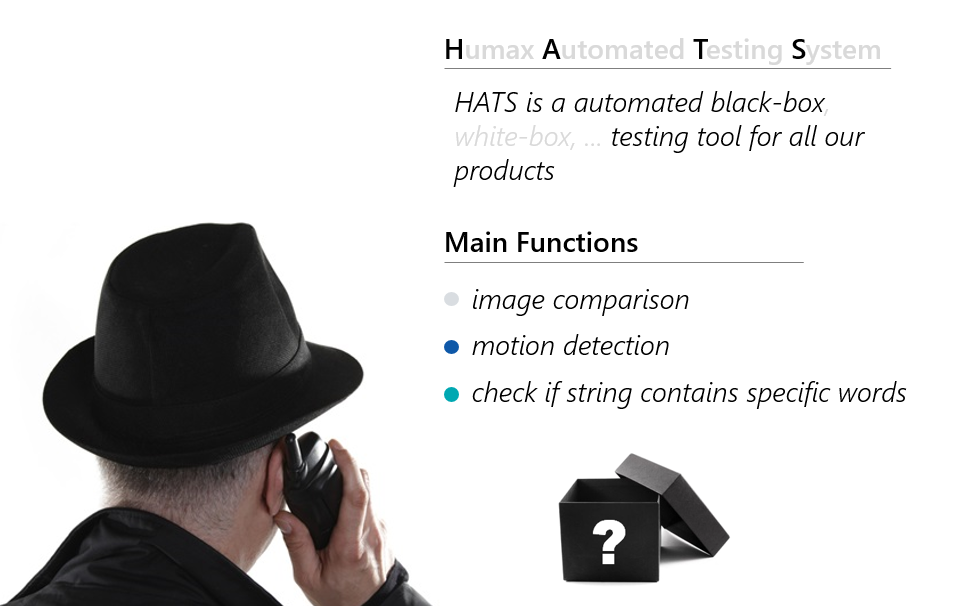 Humax Automated Testing System
HATS is a automated black-box,
white-box, ... testing tool for all our
products
Main Functions
image comparison
motion detection
check if string contains specific words
?